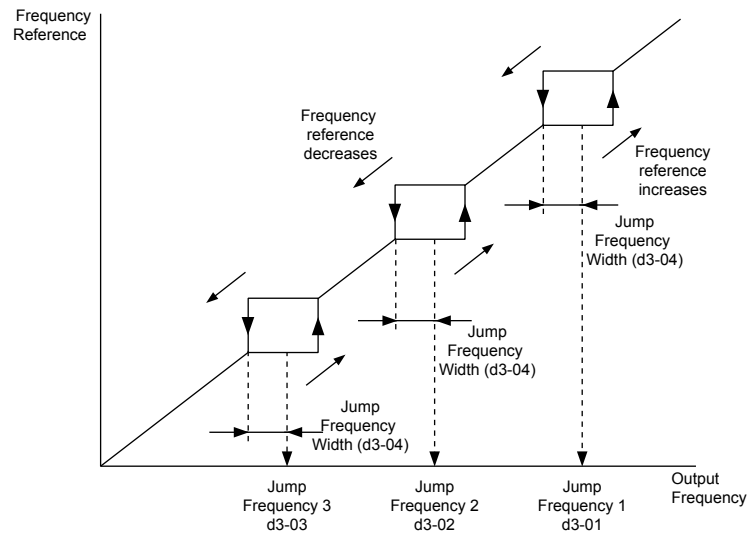 Frequency
Reference
Frequency
reference
decreases
Frequency
reference
increases
Jump
Frequency
Width (d3-04)
Jump
Frequency
Width (d3-04)
Jump
Frequency
Width (d3-04)
Output
Frequency
Jump
Frequency 3
d3-03
Jump
Frequency 2
d3-02
Jump
Frequency 1
d3-01